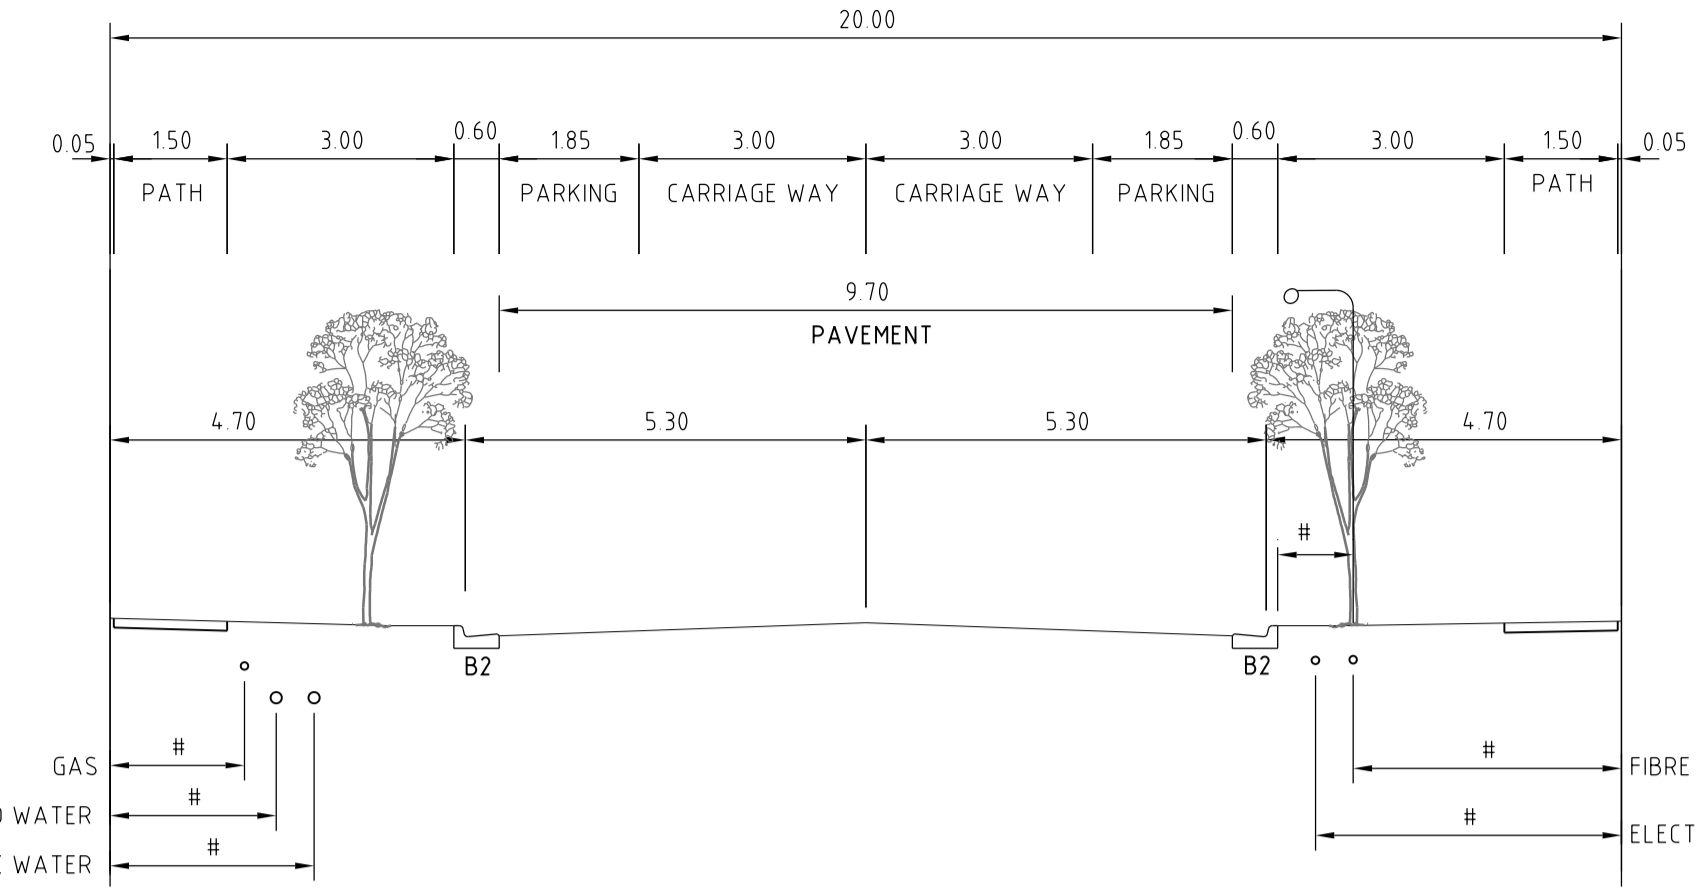 20.00
0.05 1.50 3.00 0.60 1.85 3.00 3.00 1.85 0.60 3.00 1.50 0.05
PATH PARKING CARRIAGE WAY CARRIAGE WAY PARKING PATH
9.70
PAVEMENT
4.70 5.30 5.30 4.70
#
B2 B2
# #
GAS FIBRE
# #
WATER ELECT
#
WATER